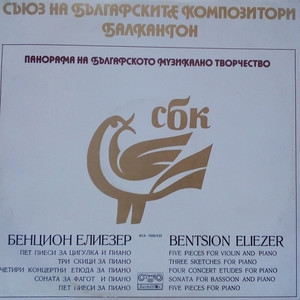 СЪЮЗ НА БЪЛГАРСКИТЕ КОМПОЗИТОРИ
БАЛКАНТОН
ПАНОРАМА НА БЪЛГАРСКОТО МУЗИКАЛНО ТВОРЧЕСТВО
сбк
БЕНЦИОН ЕЛИЕЗЕР
ПЕТ ПИЕСИ ЗА ЦИГУЛКА И ПИАНО
ТРИ СКИЦИ ЗА ПИАНО
ЧЕТИРИ КОНЦЕРТНИ ЕТЮДА ЗА ПИАНО
СОНАТА ЗА ФАГОТ И ПИАНО
ПЕТ ПИЕСИ ЗА ПИАНО
BENTSION ELIEZER
FIVE PIECES FOR VIOLIN AND PIANO
THREE SKETCHES FOR PIANO
FOUR CONCERT ETUDES FOR PIANO
SONATA FOR BASSOON AND PIANO
FIVE PIECES FOR PIANO